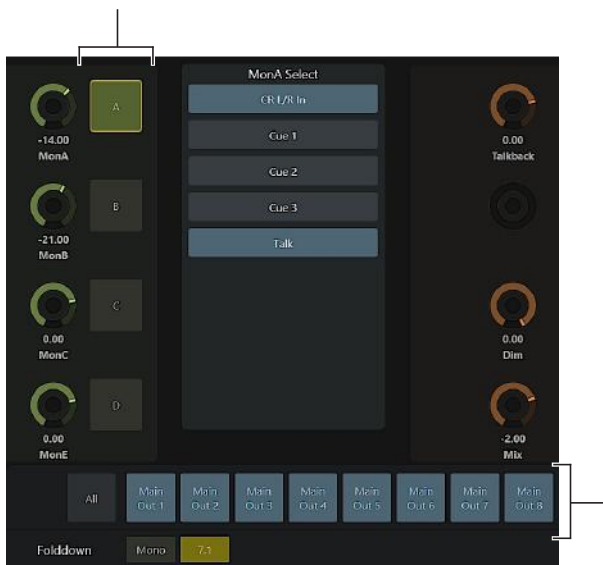 MonA Select
A
-14.00
MonA
CR L/R In
0.00
Talkback
Cue 1
Cue 2
B
-21.00
MonB
Cue 3
Talk
C
0.00
MonC
0.00
Dim
D
0.00
MonE
-2.00
Mix
All
Main Out 1
Main Out 2
Main Out 3
Main Out 4
Main Out 5
Main Out 6
Main Out 7
Main Out 8
Folddown
Mono
7.1